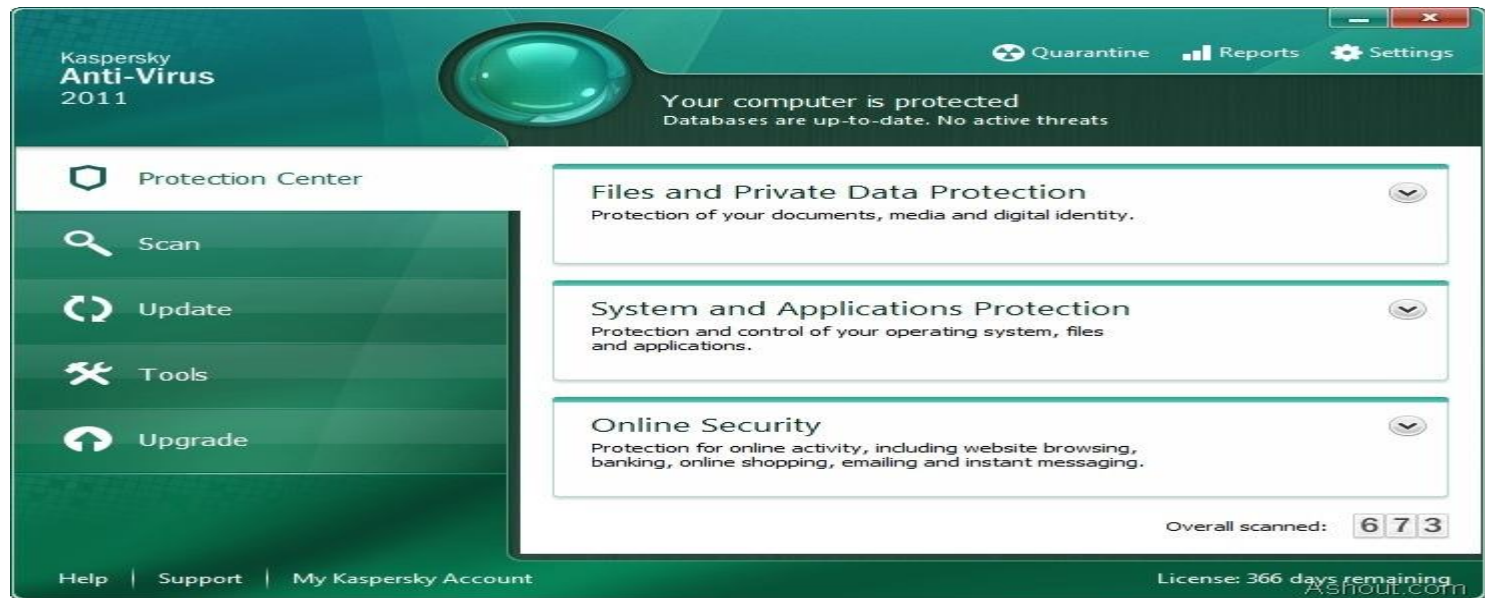 Kaspersky
Anti-Virus
2011
Quarantine
Reports
Settings
Your computer is protected
Databases are up-to-date. No active threats
Protection Center
Scan
Update
Tools
Upgrade
Files and Private Data Protection
Protection of your documents, media and digital identity.
System and Applications Protection
Protection and control of your operating system, files
and applications.
Online Security
Protection for online activity, including website browsing,
banking, online shopping, emailing and instant messaging.
Overall scanned: 673
Help | Support | My Kaspersky Account
License: 366 days remaining
Ashout.com